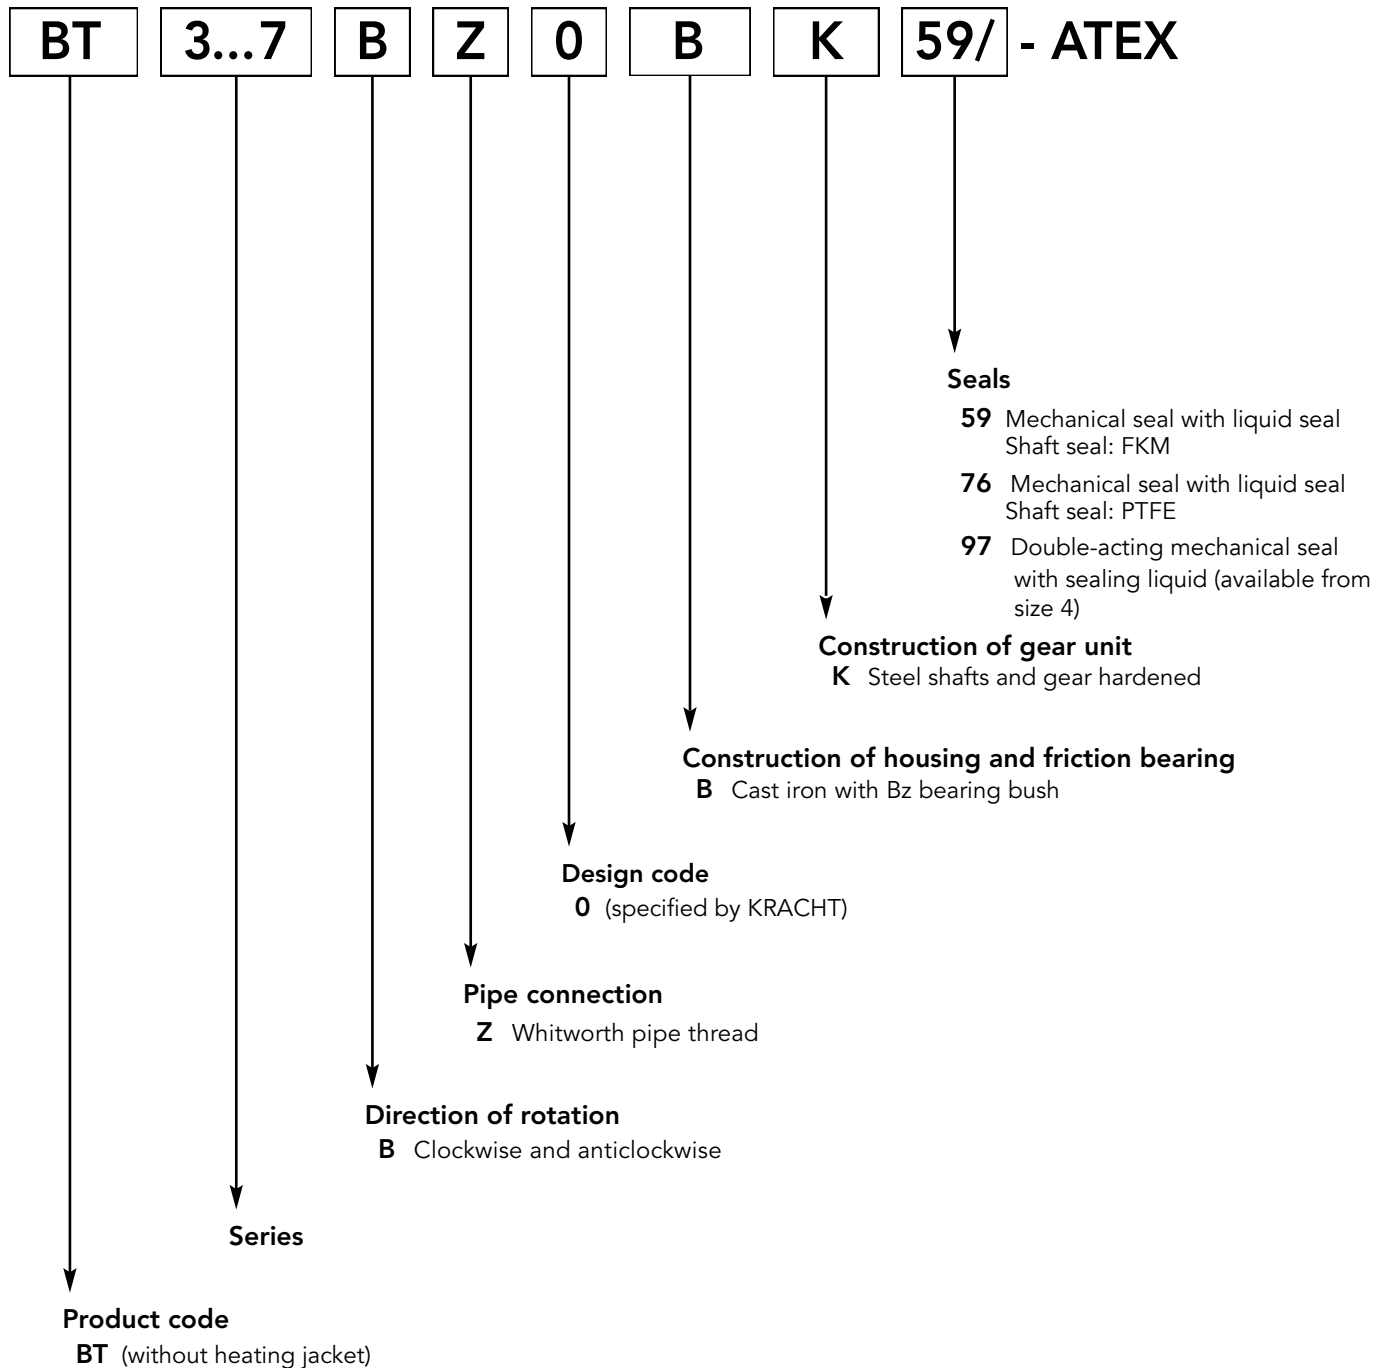 BT 3...7 B Z 0 B K 59/ - ATEX
Seals
59 Mechanical seal with liquid seal
Shaft seal: FKM
76 Mechanical seal with liquid seal
Shaft seal: PTFE
97 Double-acting mechanical seal
with sealing liquid (available from
size 4)
Construction of gear unit
K Steel shafts and gear hardened
Construction of housing and friction bearing
B Cast iron with Bz bearing bush
Design code
0 (specified by KRACHT)
Pipe connection
Z Whitworth pipe thread
Direction of rotation
B Clockwise and anticlockwise
Series
Product code
BT (without heating jacket)